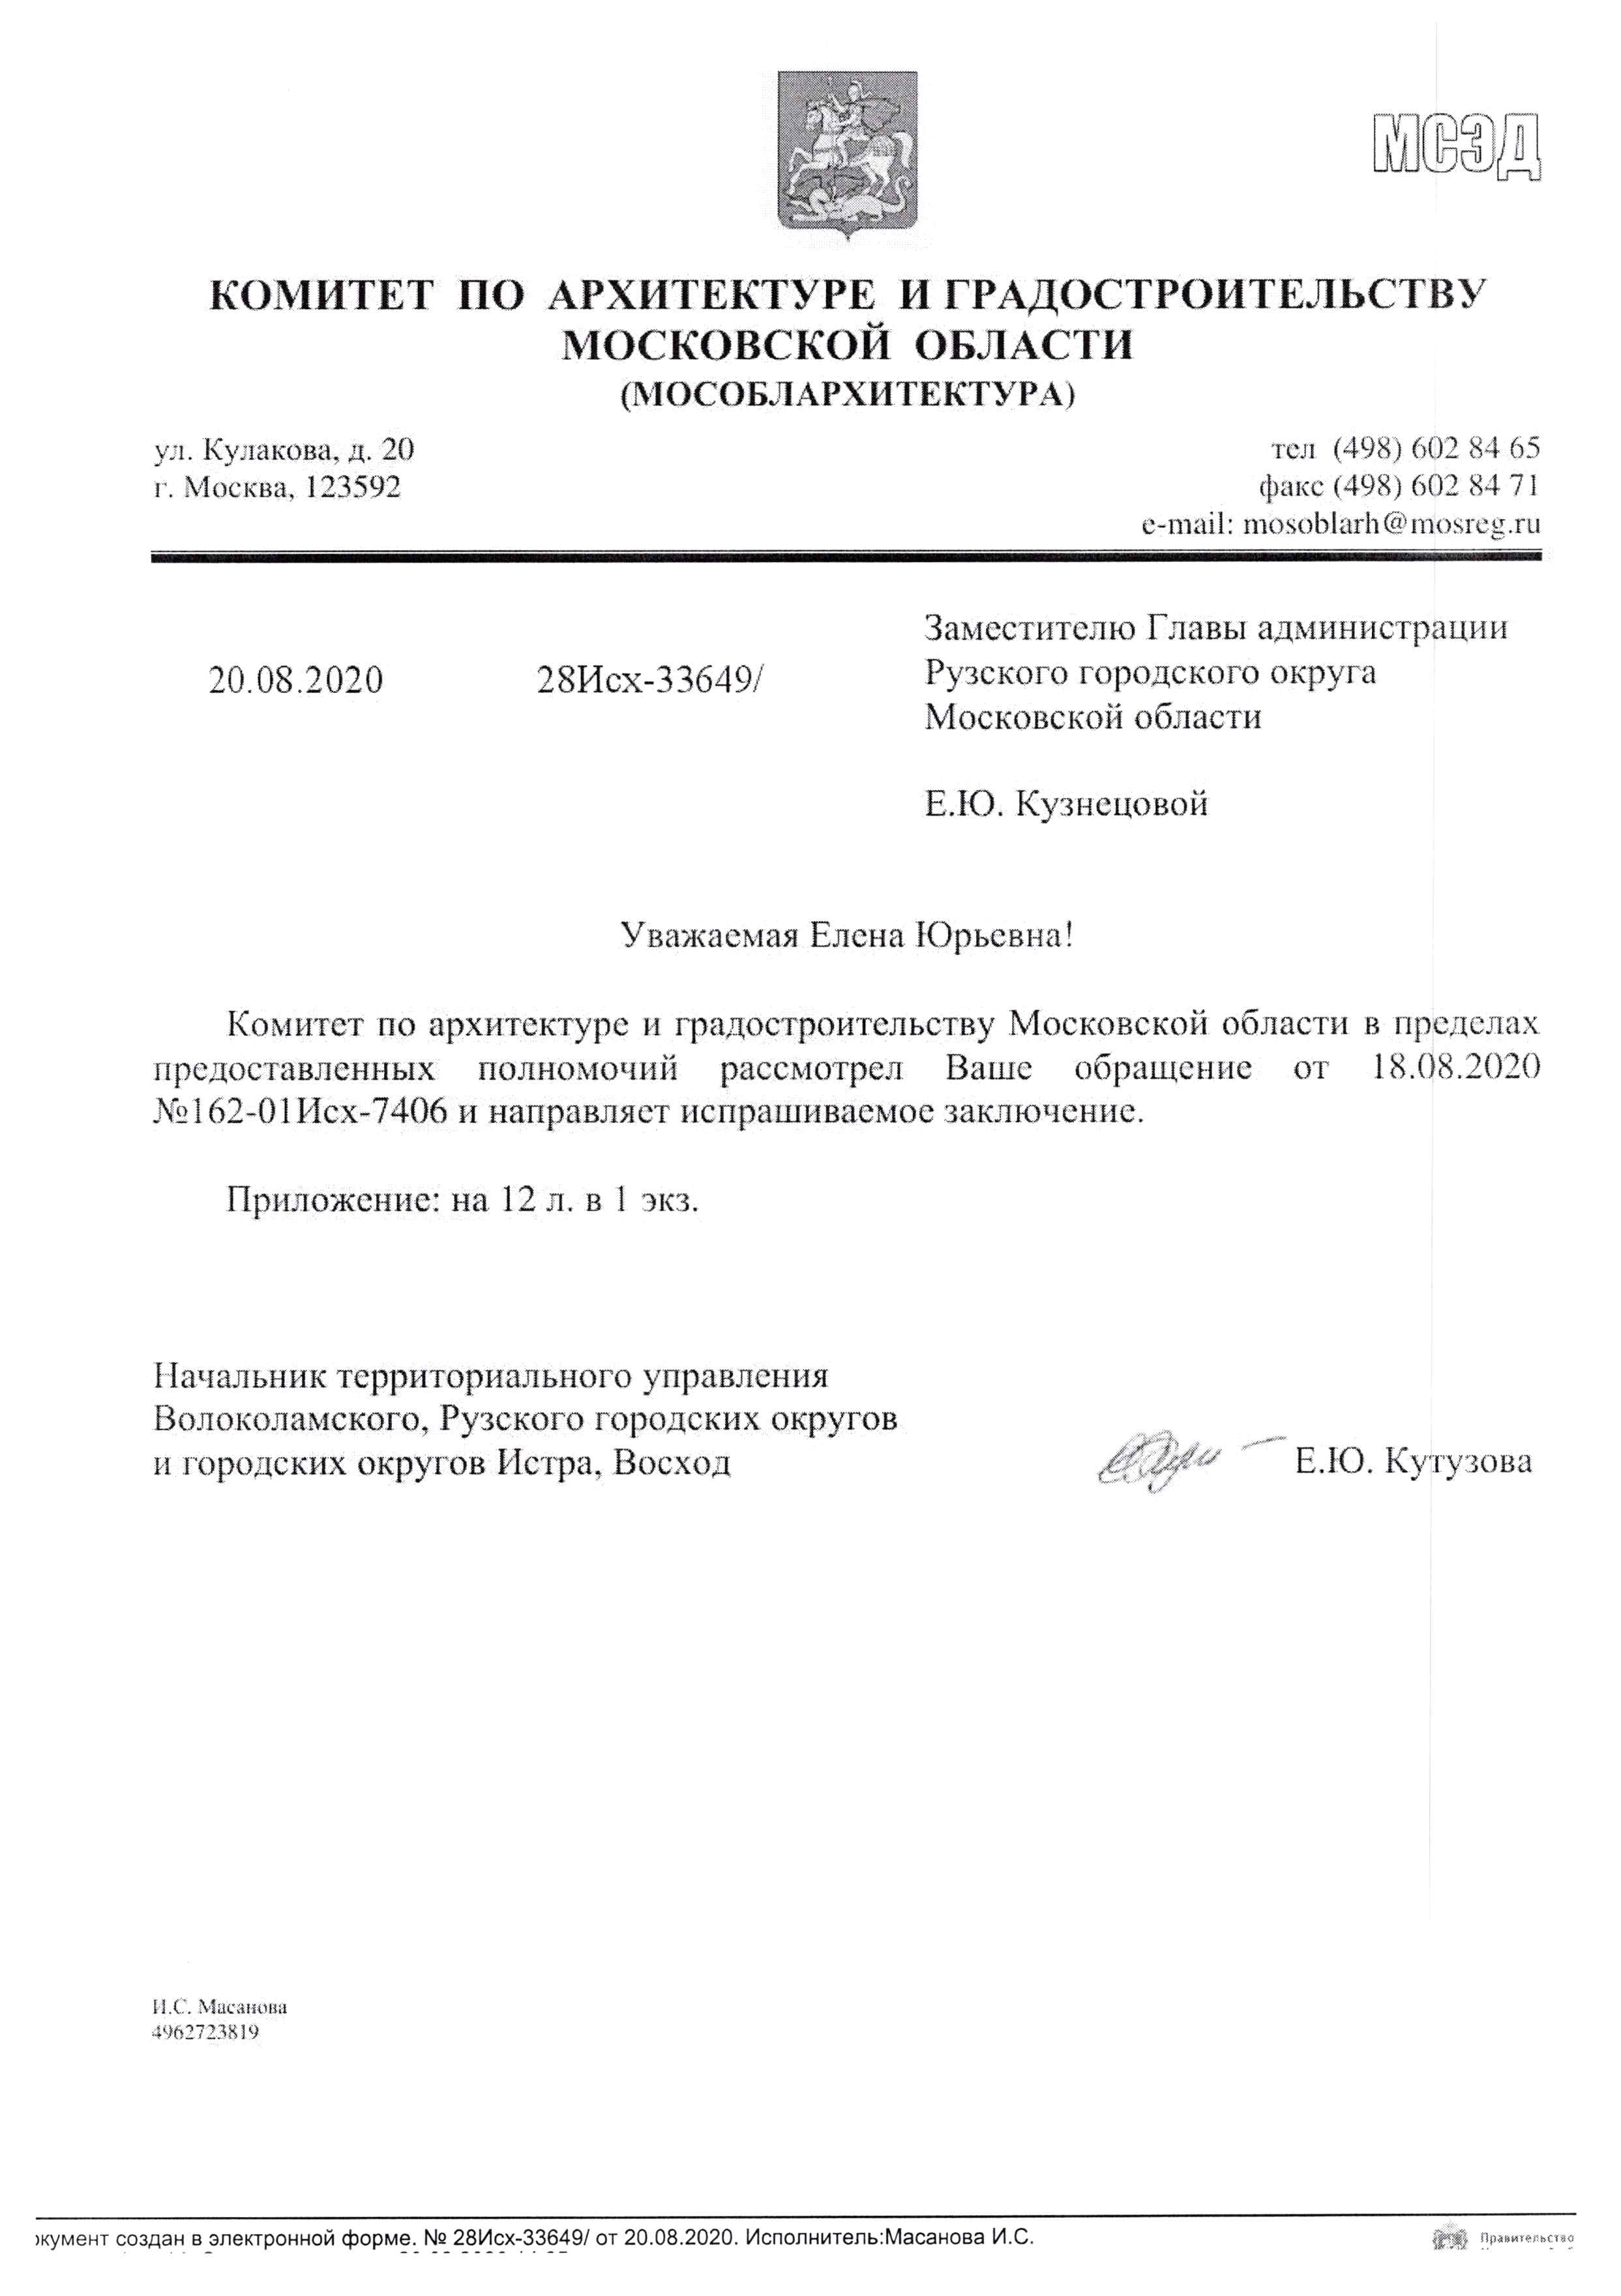 МСЭД
КОМИТЕТ ПО АРХИТЕКТУРЕ И ГРАДОСТРОИТЕЛЬСТВУ
МОСКОВСКОЙ ОБЛАСТИ
(МОСОБЛАРХИТЕКТУРА)
ул. Кулакова, д. 20
г. Москва, 123592
тел (498) 602 84 65
факс (498) 602 84 71
e-mail: mosoblarh@mosreg.ru
20.08.2020 28Исх-33649/
Заместителю Главы администрации
Рузского городского округа
Московской области
Е.Ю. Кузнецовой
Уважаемая Елена Юрьевна!
Комитет по архитектуре и градостроительству Московской области в пределах
предоставленных полномочий рассмотрел Ваше обращение от 18.08.2020
№162-01Исх-7406 и направляет испрашиваемое заключение.
Приложение: на 12 л. в 1 экз.
Начальник территориального управления
Волоколамского, Рузского городских округов
и городских округов Истра, Восход
Е.Ю. Кутузова
И.С. Масанова
4962723819
окумент создан в электронной форме. № 28Исх-33649/ от 20.08.2020. Исполнитель:Масанова И.С.
Правительство